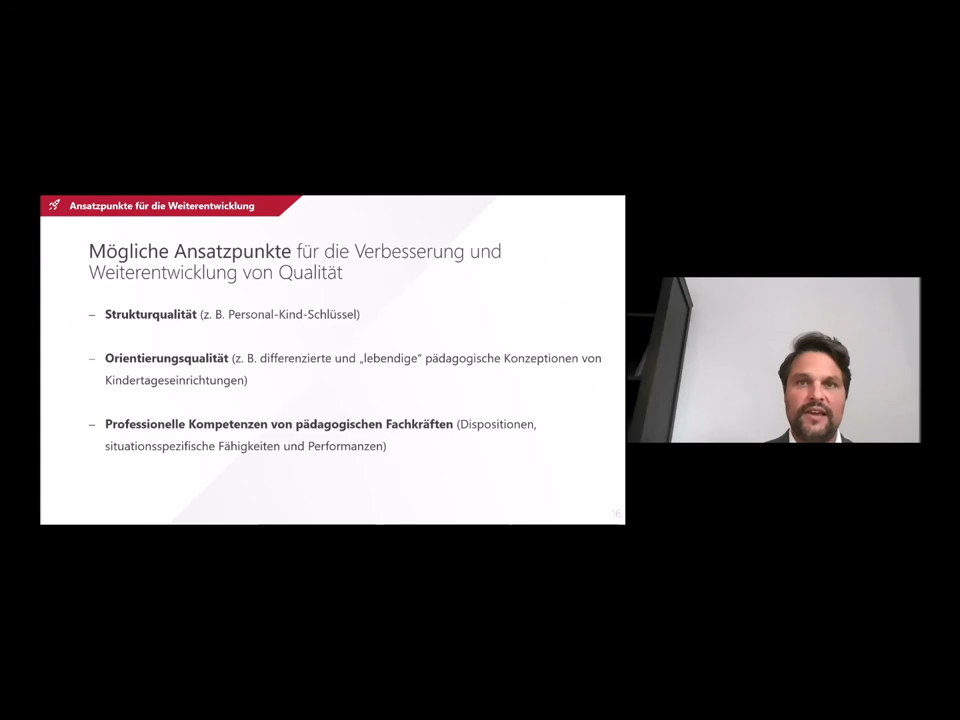 Ansatzpunkte für die Weiterentwicklung
Mögliche Ansatzpunkte für die Verbesserung und
Weiterentwicklung von Qualität
– Strukturqualität (z. B. Personal-Kind-Schlüssel)
– Orientierungsqualität (z. B. differenzierte und „lebendige“ pädagogische Konzeptionen von
Kindertageseinrichtungen)
– Professionelle Kompetenzen von pädagogischen Fachkräften (Dispositionen,
situationsspezifische Fähigkeiten und Performanzen)
16